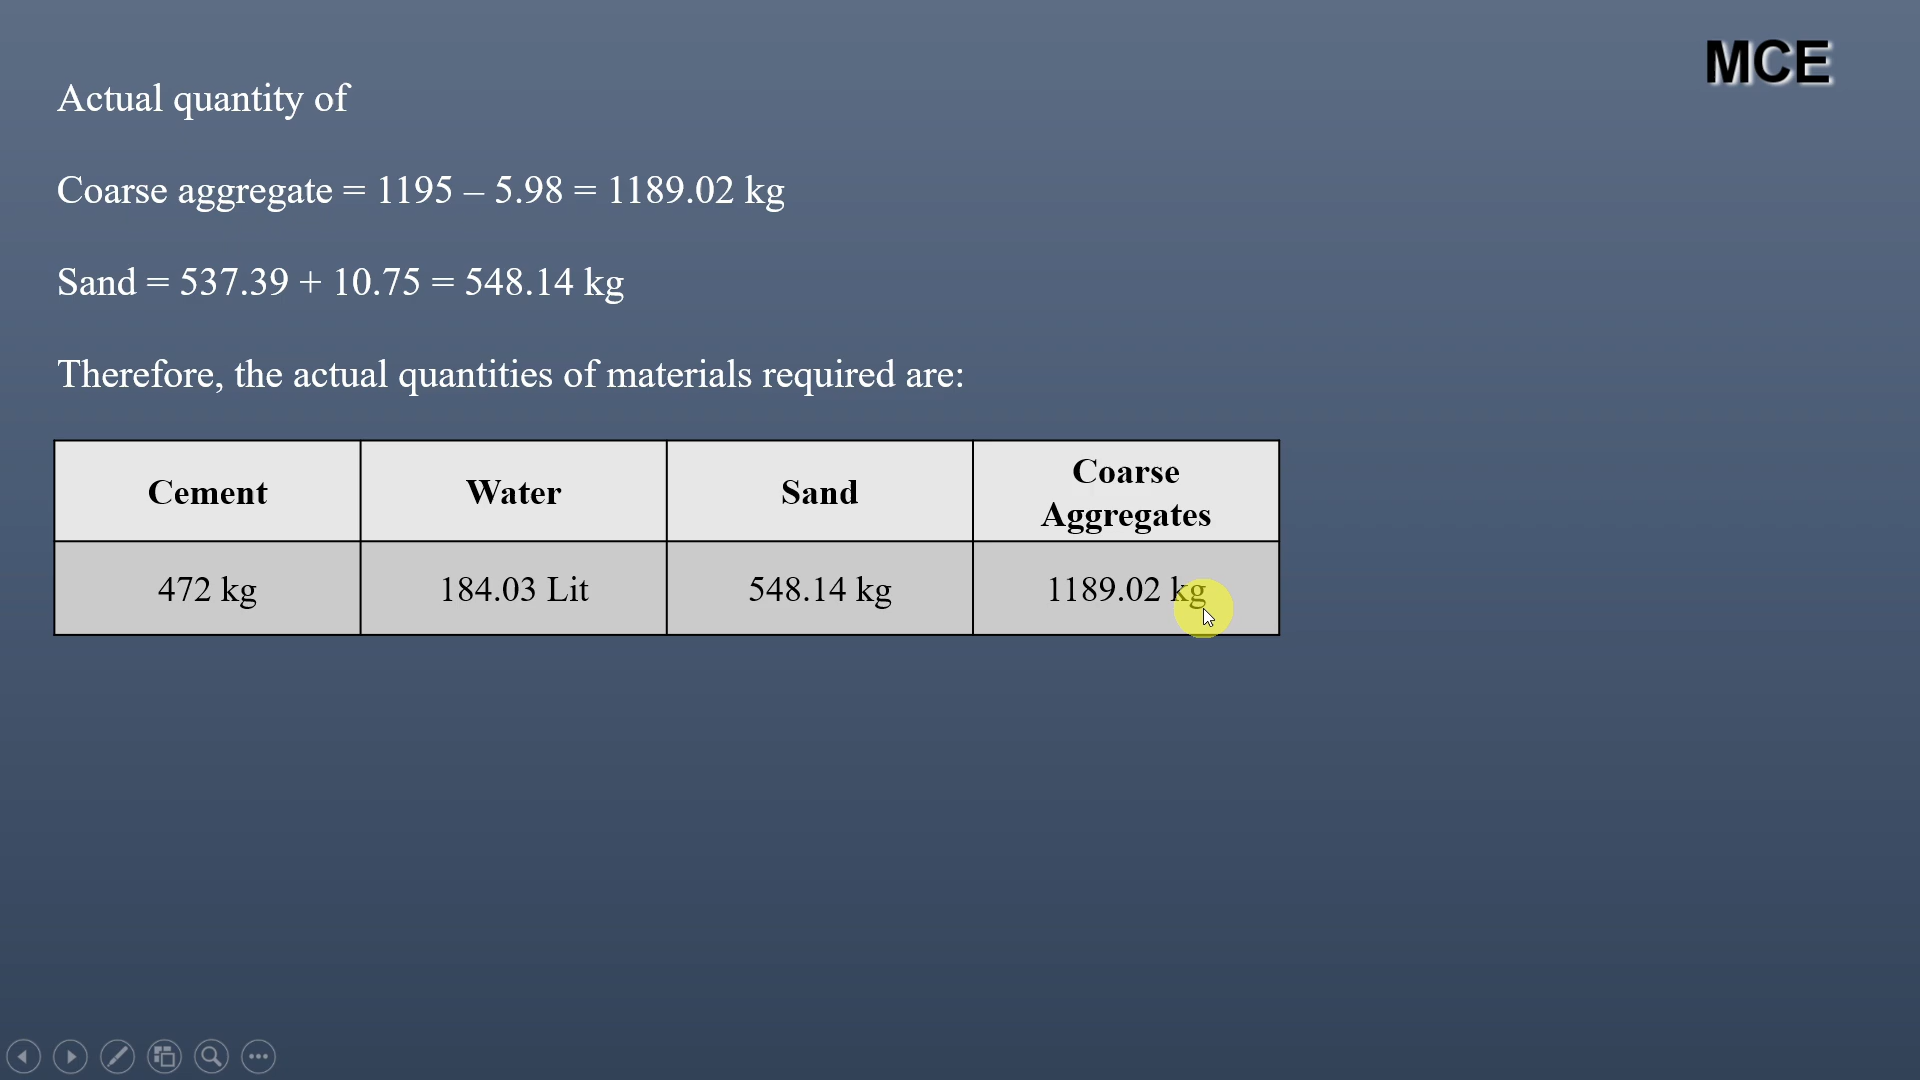 MCE
Actual quantity of
Coarse aggregate = 1195 – 5.98 = 1189.02 kg
Sand = 537.39 + 10.75 = 548.14 kg
Therefore, the actual quantities of materials required are:
Cement Water Sand Coarse Aggregates
472 kg 184.03 Lit 548.14 kg 1189.02 kg